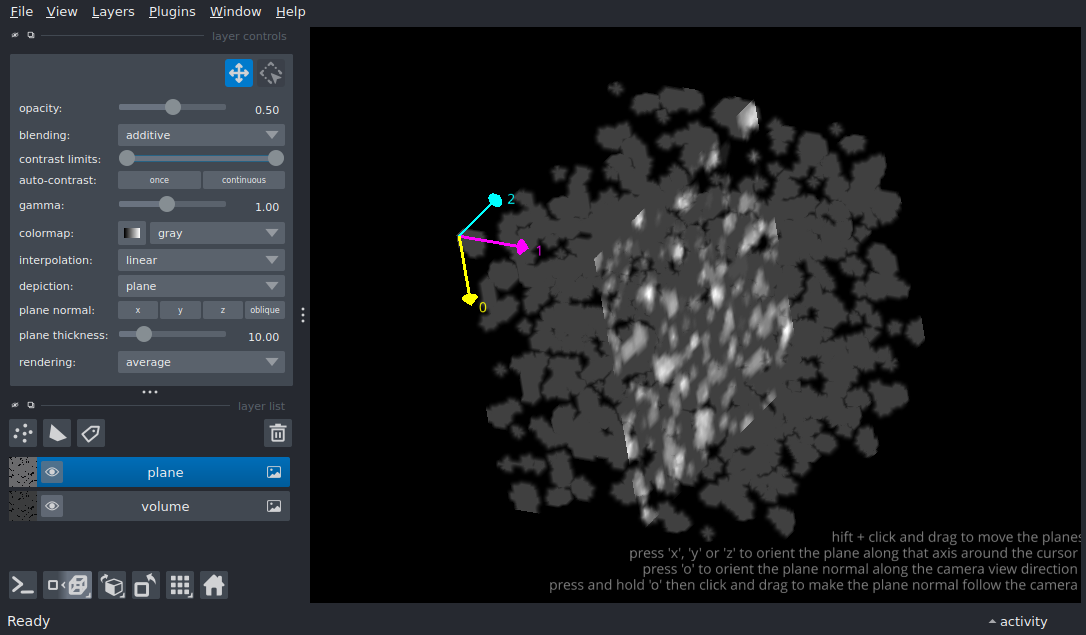 File View Layers Plugins Window Help
layer controls
opacity: 0.50
blending: additive
contrast limits:
auto-contrast: once continuous
gamma: 1.00
colormap: gray
interpolation: linear
depiction: plane
plane normal: x y z oblique
plane thickness: 10.00
rendering: average
layer list
plane
volume
2
1
0
hift + click and drag to move the planes
press 'x', 'y' or 'z' to orient the plane along that axis around the cursor
press 'o' to orient the plane normal along the camera view direction
press and hold 'o' then click and drag to make the plane normal follow the camera
Ready
activity